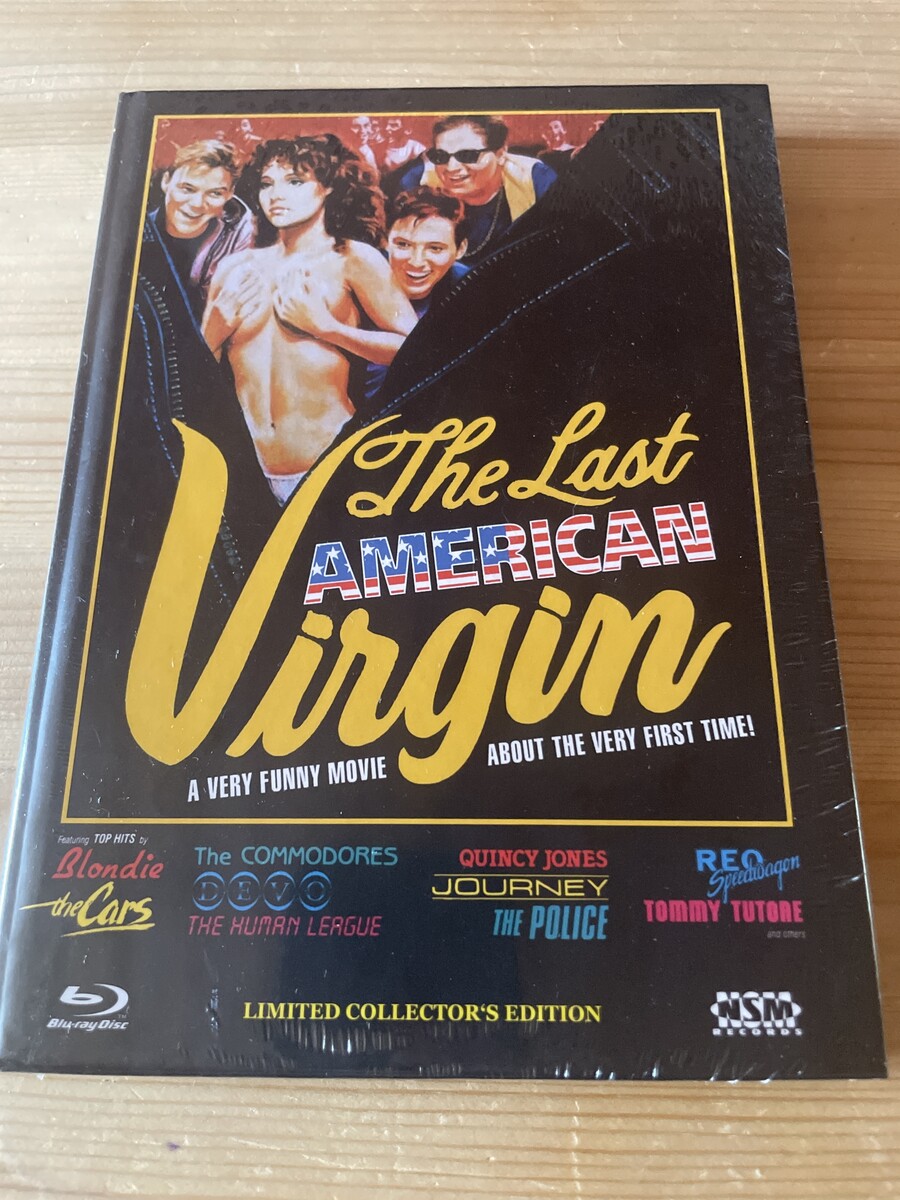 The Last
AMERICAN
Virgin
A VERY FUNNY MOVIE ABOUT THE VERY FIRST TIME!
Featuring TOP HITS by
Blondie
the Cars
The COMMODORES
DEVO
THE HUMAN LEAGUE
QUINCY JONES
JOURNEY
THE POLICE
REO
Speedwagon
TOMMY TUTONE
and others
Blu-ray Disc
LIMITED COLLECTOR'S EDITION
NSM
RECORDS